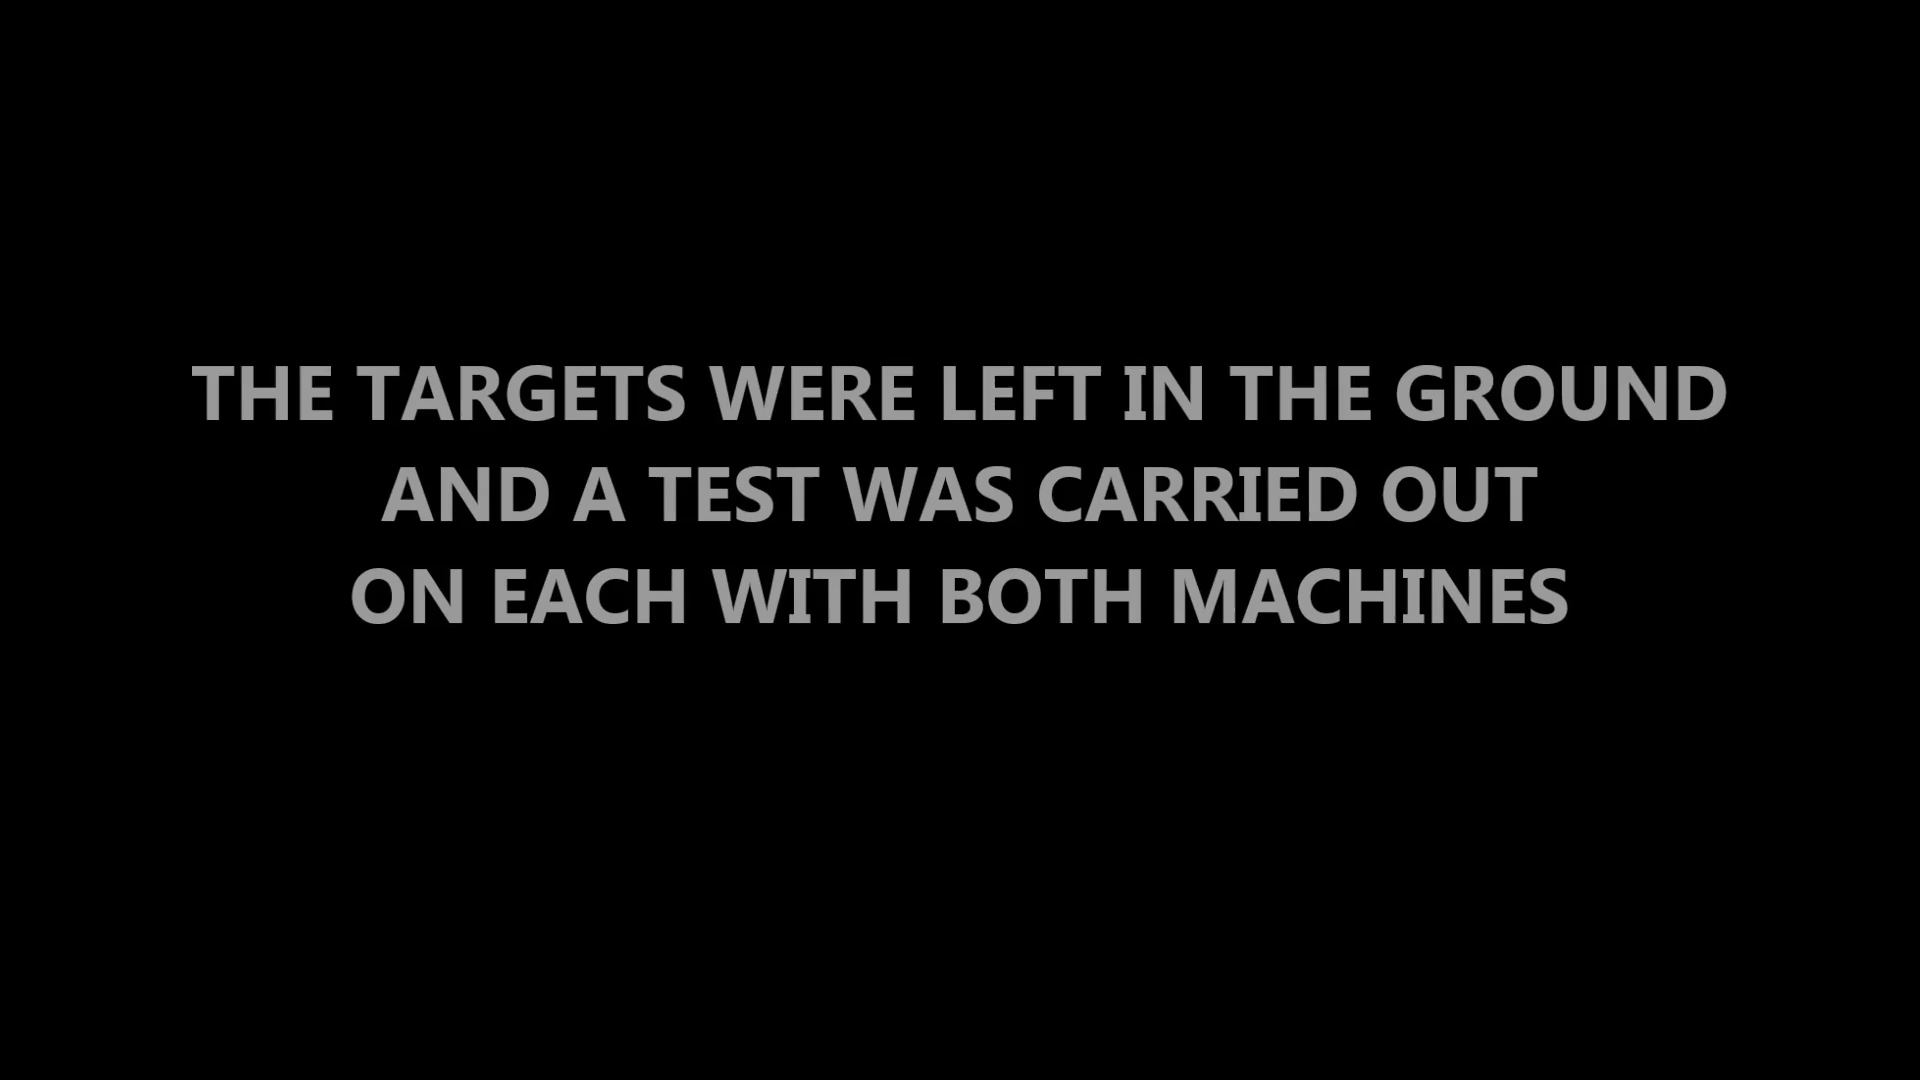 THE TARGETS WERE LEFT IN THE GROUND
AND A TEST WAS CARRIED OUT
ON EACH WITH BOTH MACHINES